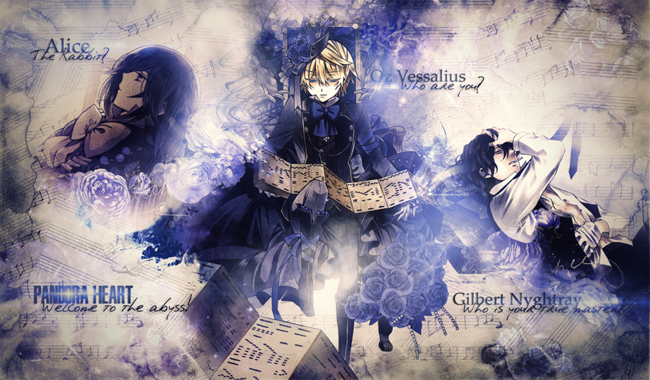 Alice
The Rabbit?
Oz Vessalius
Who are you?
PANDORA HEART
Welcome to the abyss!
Gilbert Nyghtray
Who is your true master?